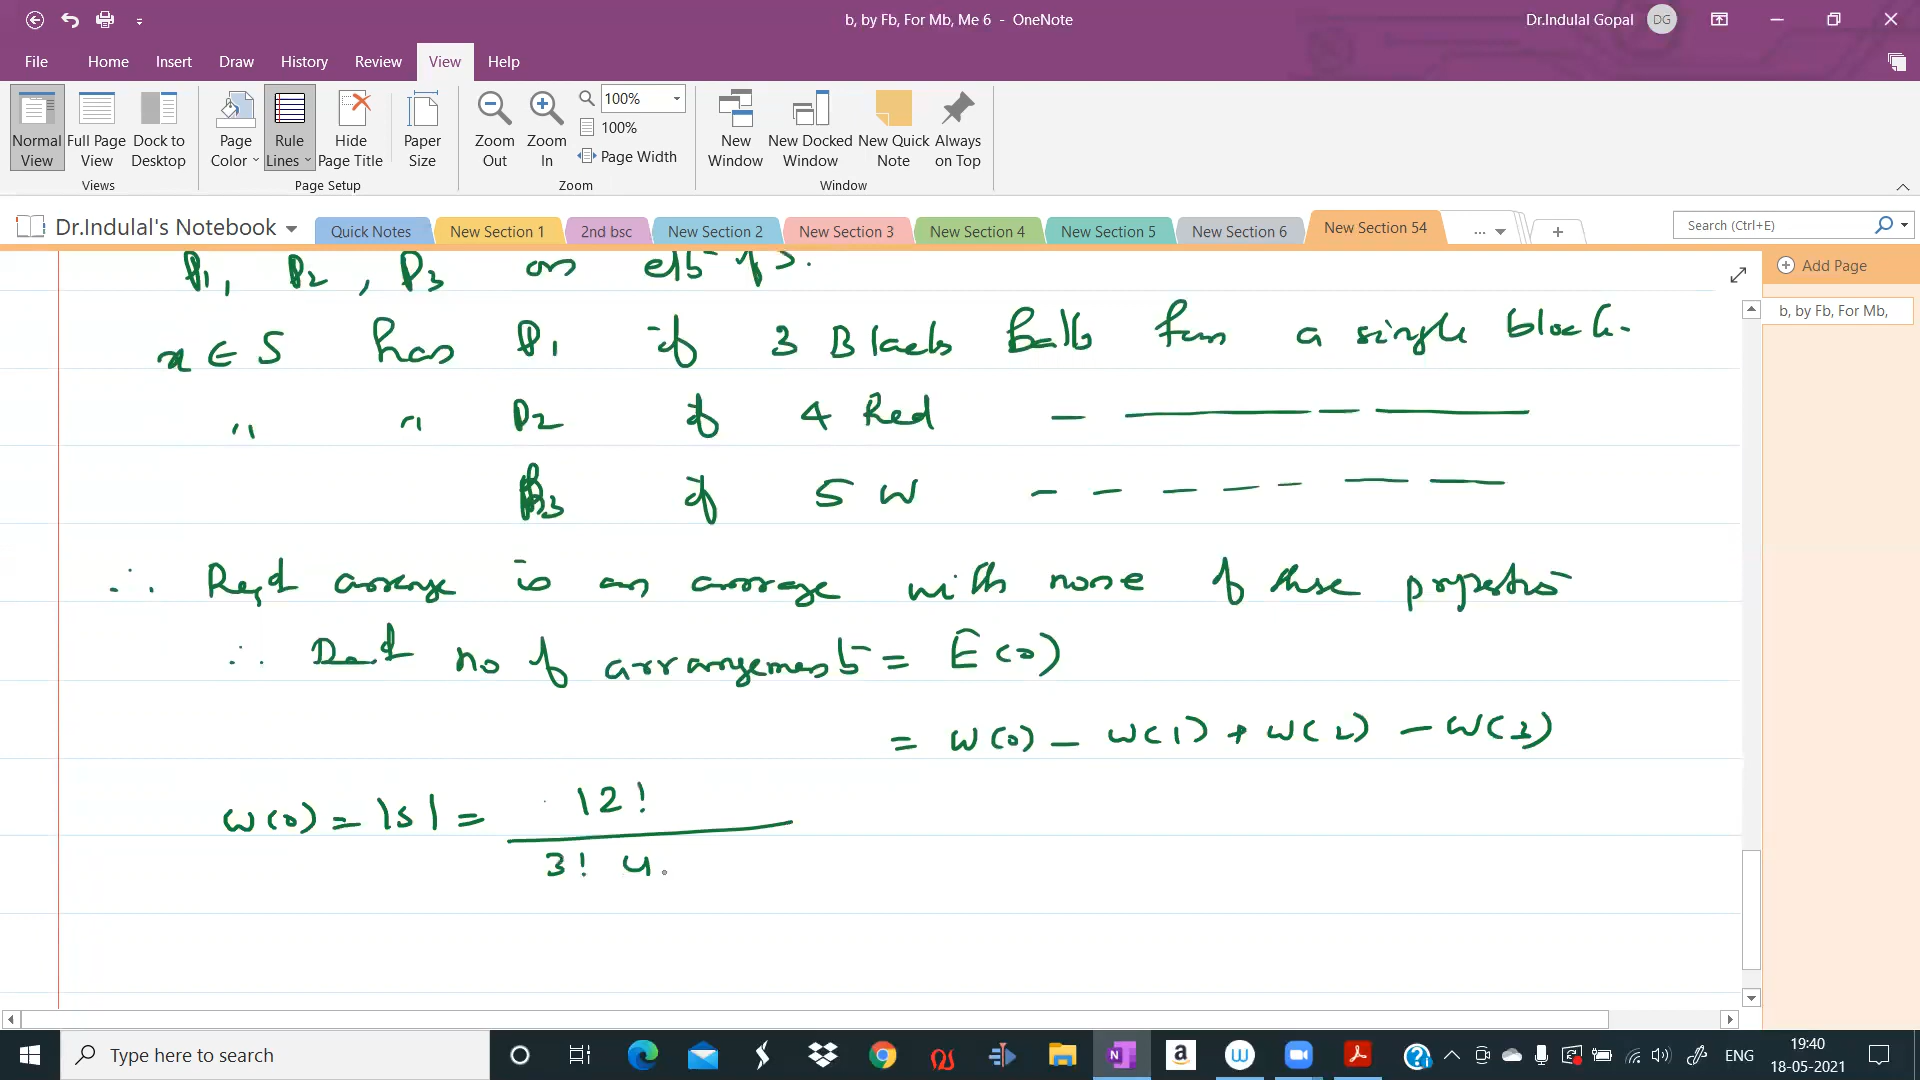 b, by Fb, For Mb, Me 6 - OneNote
Dr.Indulal Gopal DG
File Home Insert Draw History Review View Help
100%
100%
Page Width
Normal View Full Page View Dock to Desktop Page Color Rule Lines Hide Page Title Paper Size Zoom Out Zoom In New Window New Docked Window New Quick Note Always on Top
Views Page Setup Zoom Window
Dr.Indulal's Notebook Quick Notes New Section 1 2nd bsc New Section 2 New Section 3 New Section 4 New Section 5 New Section 6 New Section 54 ... + Search (Ctrl+E)
Add Page
b, by Fb, For Mb,
P1, P2, P3 on
x ∈ S has P1 if 3 Black Balls form a single block.
" " P2 if 4 Red — ———
P3 if 5 W — — — — — — —
∴ Reqd arrange is an arrange with none of these properties
∴ Reqd no of arrangements = E(0)
= W(0) - W(1) + W(2) - W(3)
W(0) = |S| = 12!
3! 4
Type here to search
ENG
19:40
18-05-2021